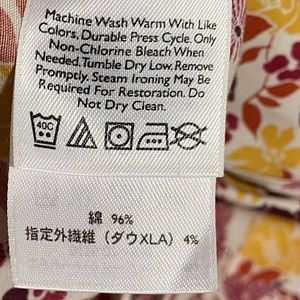 Machine Wash Warm With Like
Colors, Durable Press Cycle. Only
Non-Chlorine Bleach When
Needed. Tumble Dry Low. Remove
Promptly. Steam Ironing May Be
Required For Restoration. Do
Not Dry Clean.
40C
綿 96%
指定外繊維（ダウXLA） 4%